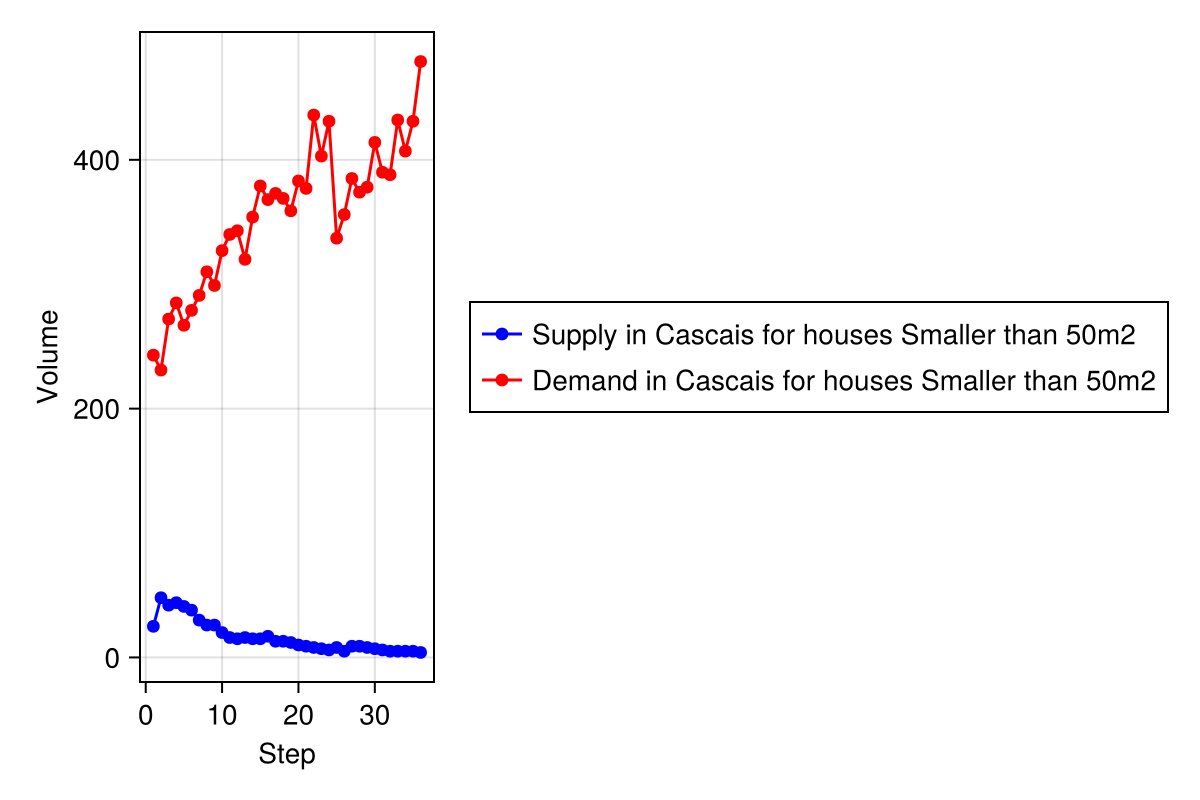 Volume
400
200
0
0 10 20 30
Step
Supply in Cascais for houses Smaller than 50m2
Demand in Cascais for houses Smaller than 50m2